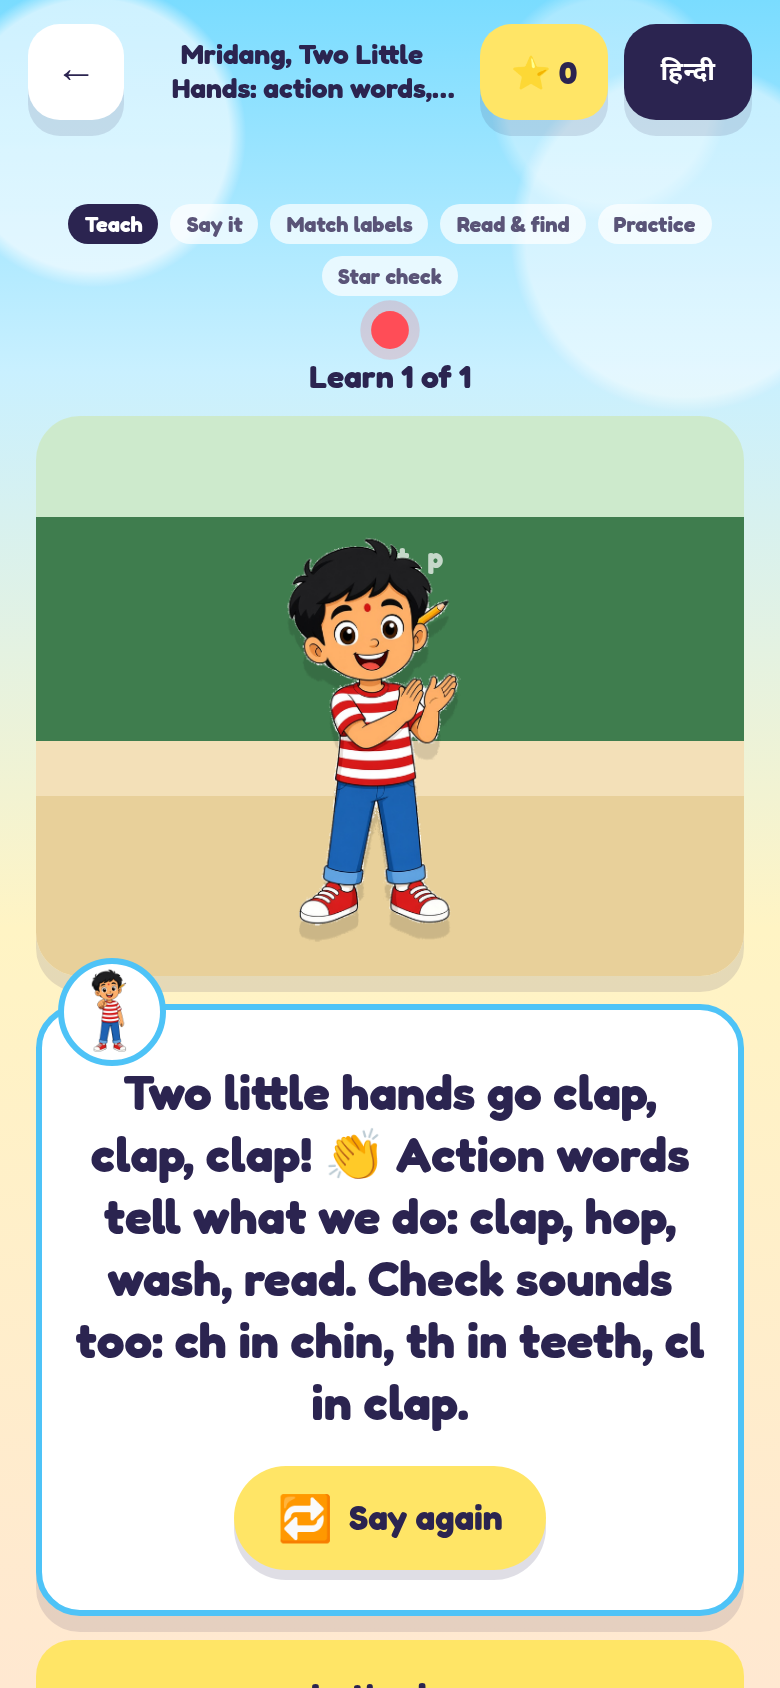 ←
Mridang, Two Little
Hands: action words,...
⭐ 0
हिन्दी
Teach
Say it
Match labels
Read & find
Practice
Star check
Learn 1 of 1
p
Two little hands go clap,
clap, clap! 👏 Action words
tell what we do: clap, hop,
wash, read. Check sounds
too: ch in chin, th in teeth, cl
in clap.
🔁 Say again